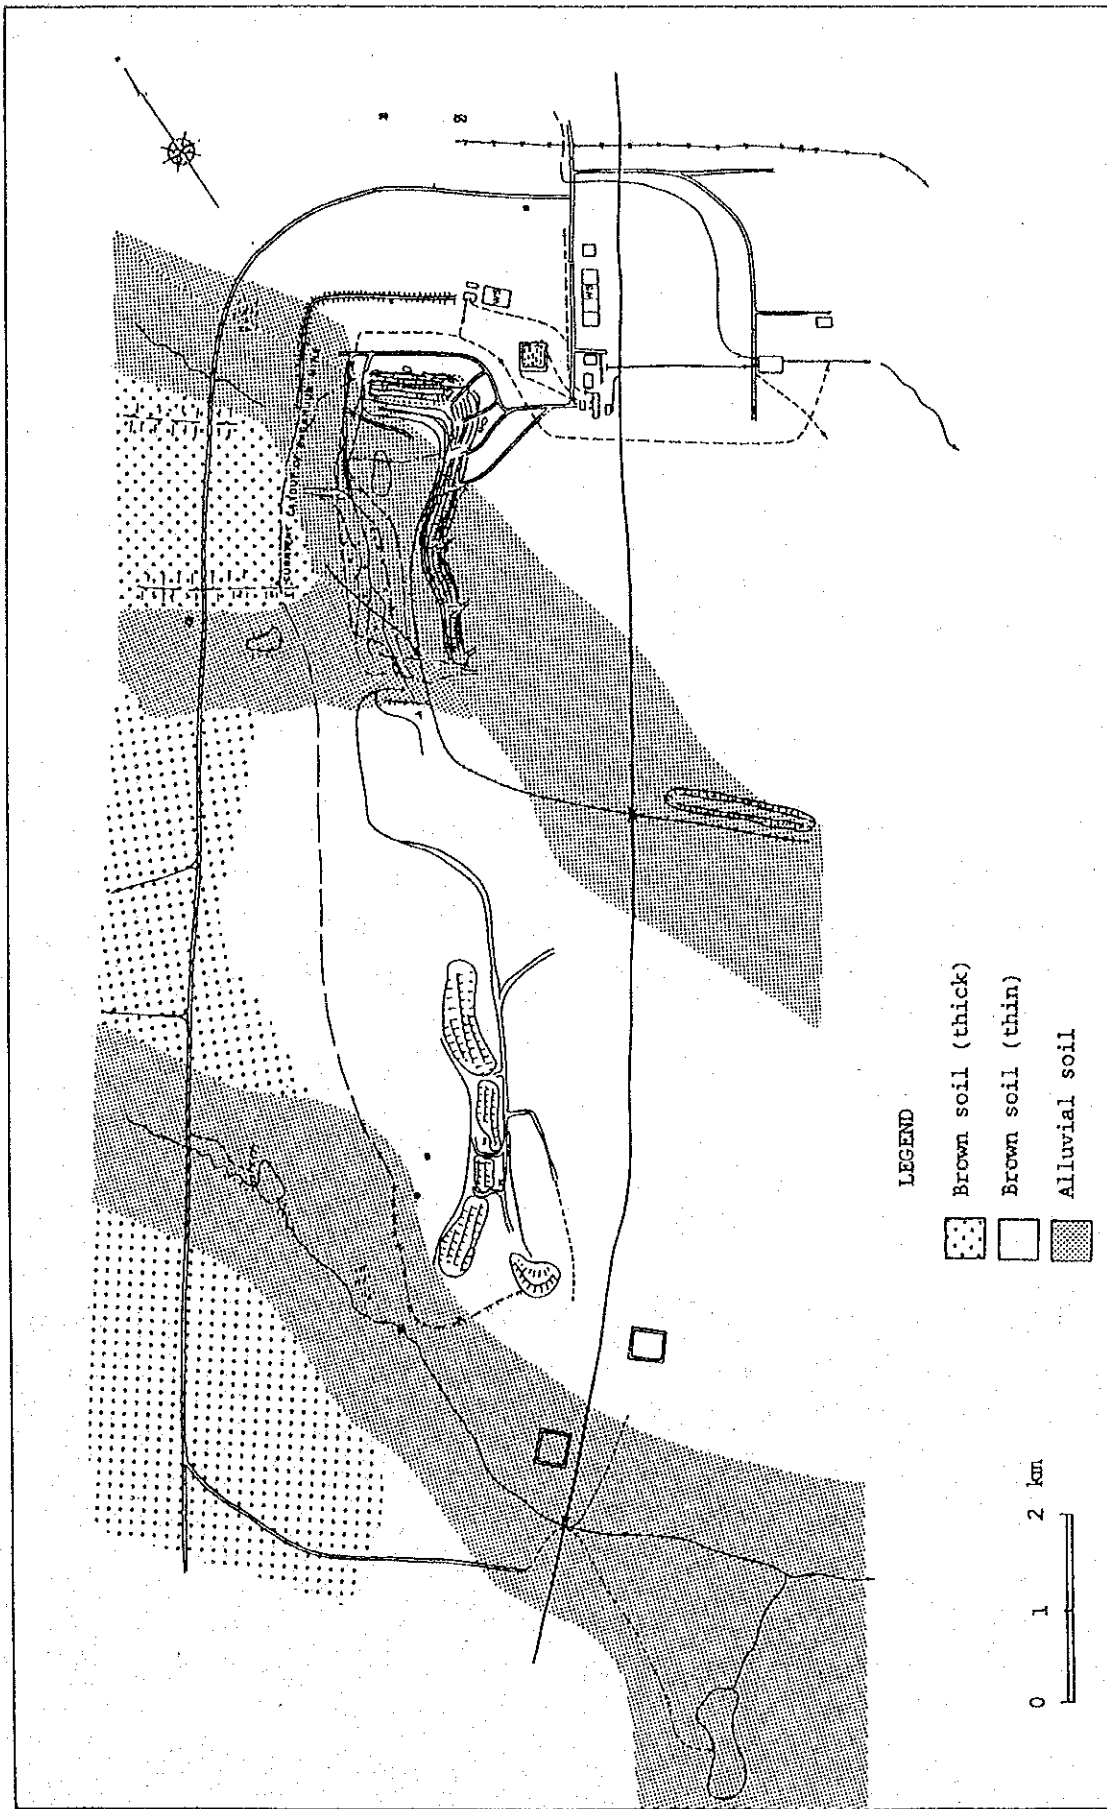 LEGEND
Brown soil (thick)
Brown soil (thin)
Alluvial soil
0 1 2 km